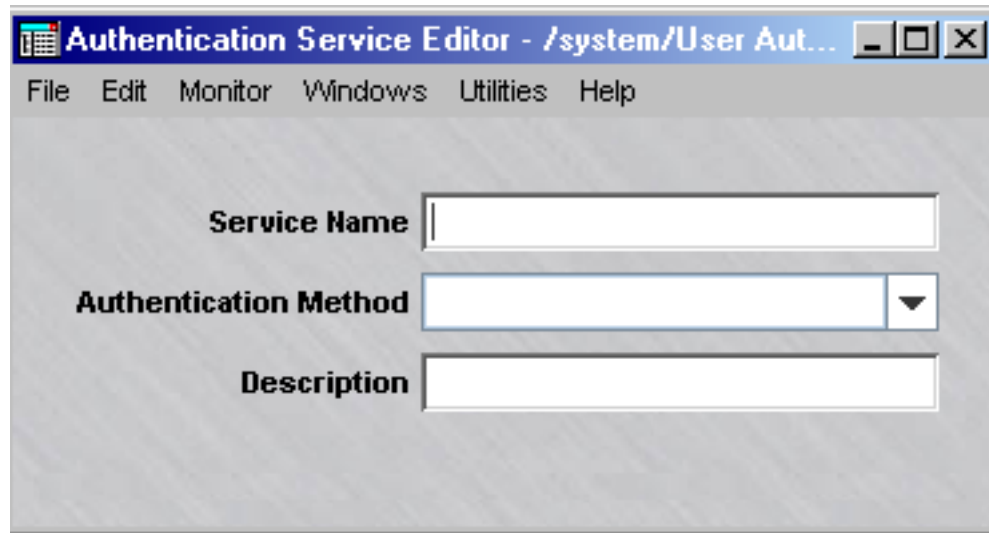 Authentication Service Editor - /system/User Aut...
File Edit Monitor Windows Utilities Help
Service Name
Authentication Method
Description